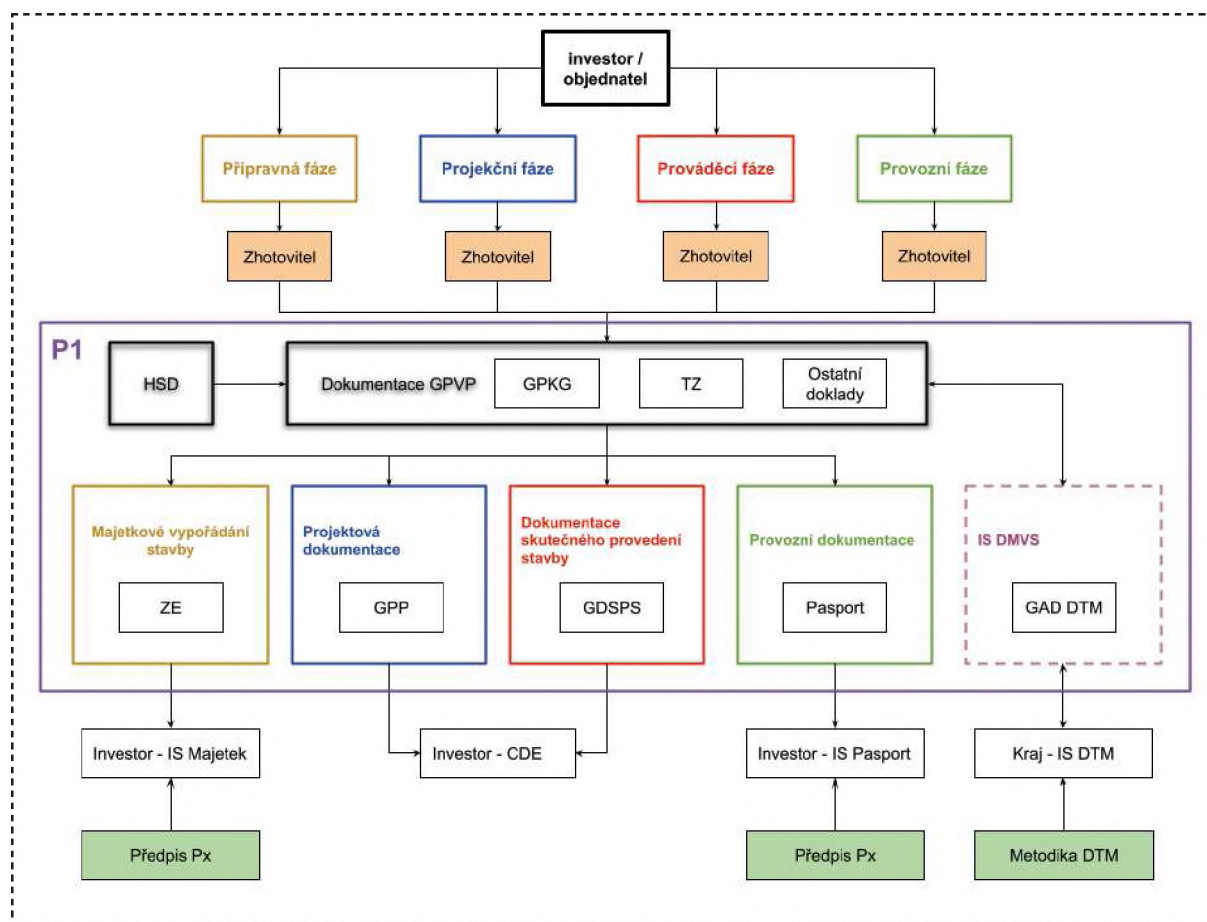 investor /
objednatel
Přípravná fáze
Projekční fáze
Prováděcí fáze
Provozní fáze
Zhotovitel
Zhotovitel
Zhotovitel
Zhotovitel
P1
HSD
Dokumentace GPVP
GPKG
TZ
Ostatní
doklady
Majetkové vypořádání
stavby
ZE
Projektová
dokumentace
GPP
Dokumentace
skutečného provedení
stavby
GDSPS
Provozní dokumentace
Pasport
IS DMVS
GAD DTM
Investor - IS Majetek
Investor - CDE
Investor - IS Pasport
Kraj - IS DTM
Předpis Px
Předpis Px
Metodika DTM